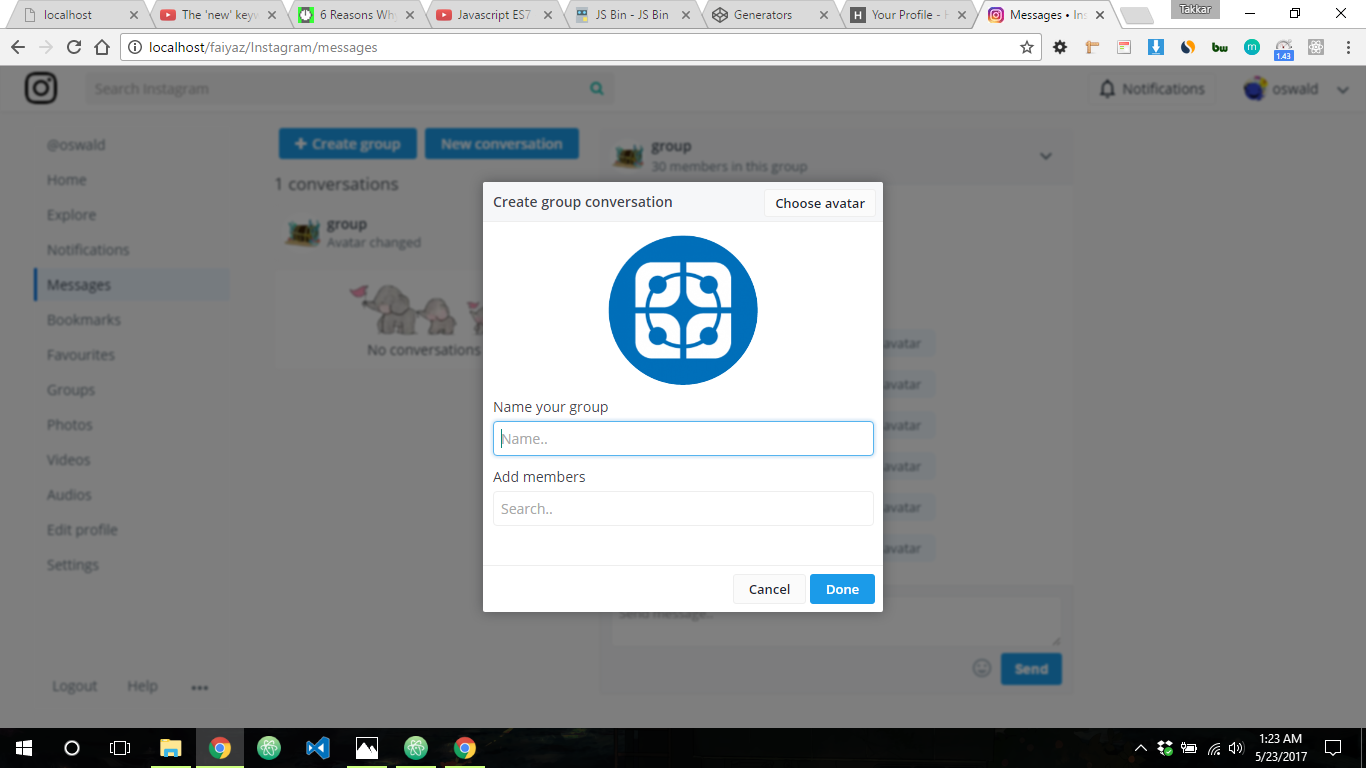 localhost
The 'new' keyw
6 Reasons Why
Javascript ES7
JS Bin - JS Bin
Generators
Your Profile - H
Messages • Ins
Takkar
localhost/faiyaz/Instagram/messages
bw
m
1.43
Search Instagram
Notifications
oswald
@oswald
Home
Explore
Notifications
Messages
Bookmarks
Favourites
Groups
Photos
Videos
Audios
Edit profile
Settings
Logout
Help
•••
+ Create group
New conversation
1 conversations
group
Avatar changed
No conversations
group
30 members in this group
avatar
avatar
avatar
avatar
avatar
avatar
Send message..
Send
Create group conversation
Choose avatar
Name your group
Name..
Add members
Search..
Cancel
Done
1:23 AM
5/23/2017